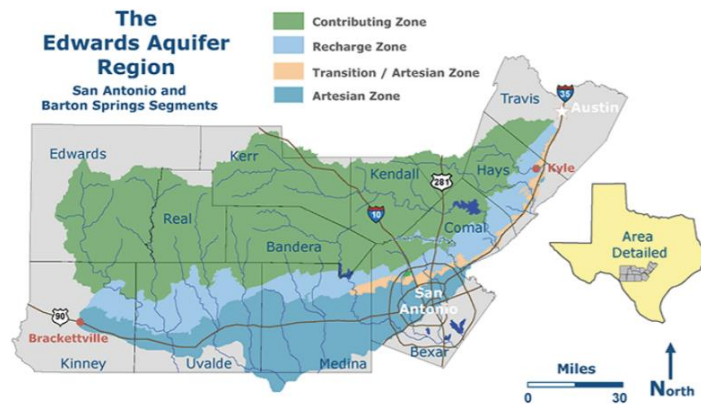 The
Edwards Aquifer
Region
San Antonio and
Barton Springs Segments
Contributing Zone
Recharge Zone
Transition / Artesian Zone
Artesian Zone
Travis
35
Austin
Edwards
Kerr
Kendall
Hays
Kyle
281
Real
10
Comal
Bandera
Area
Detailed
San
Antonio
90
Brackettville
Bexar
Kinney
Uvalde
Medina
Miles
0
30
North